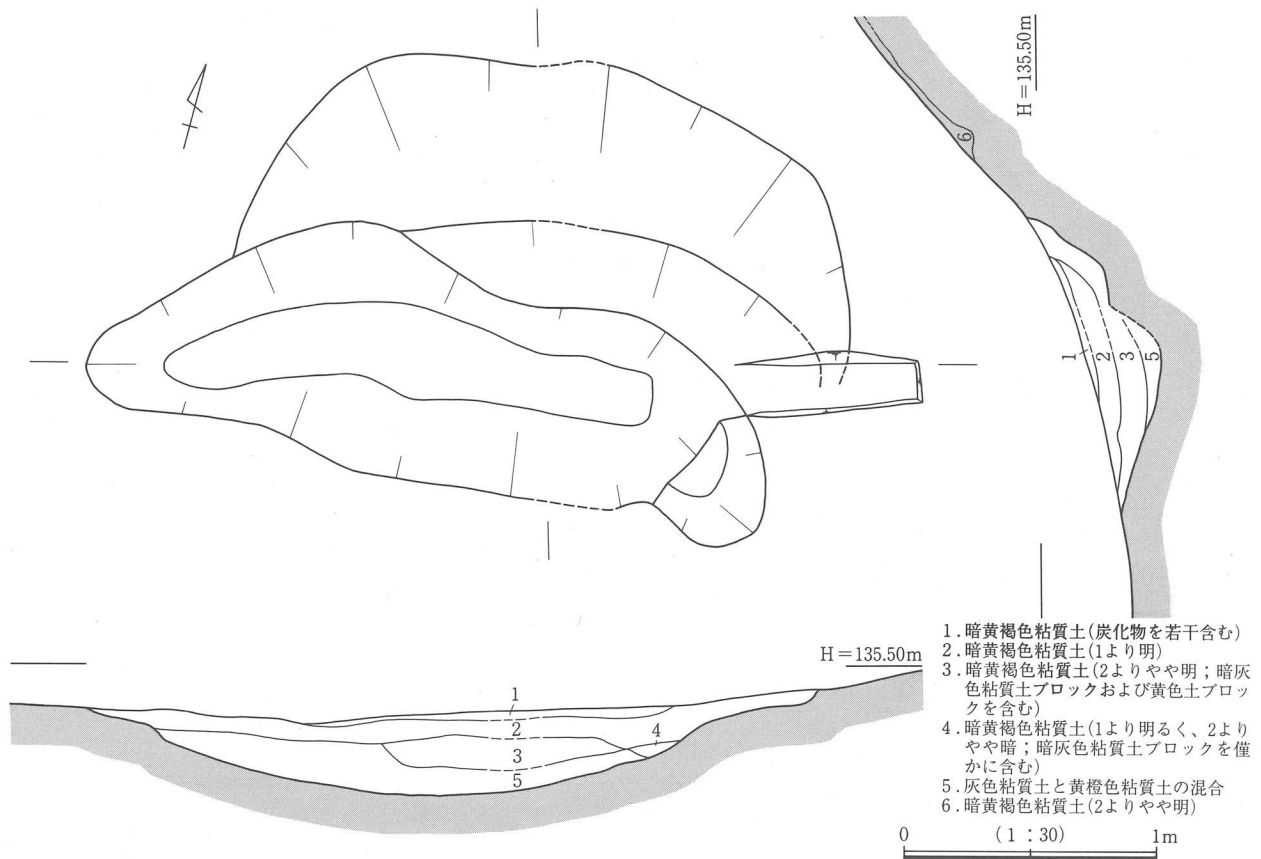 H＝135.50m
6
1
2
3
5
H＝135.50m
1
2
4
3
5
1．暗黄褐色粘質土(炭化物を若干含む)
2．暗黄褐色粘質土(1より明)
3．暗黄褐色粘質土(2よりやや明；暗灰
色粘質土ブロックおよび黄色土ブロッ
クを含む)
4．暗黄褐色粘質土(1より明るく、2より
やや暗；暗灰色粘質土ブロックを僅
かに含む)
5．灰色粘質土と黄橙色粘質土の混合
6．暗黄褐色粘質土(2よりやや明)
0 (1：30) 1m